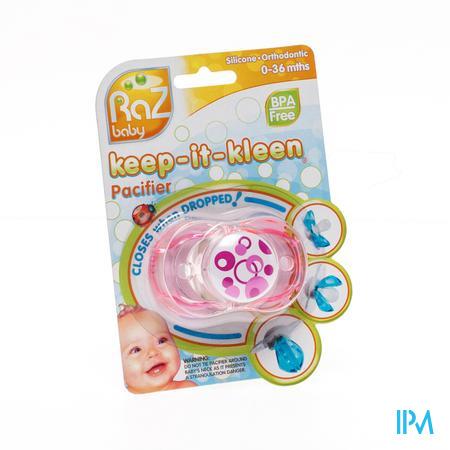 Silicone • Orthodontic
0-36 mths
RaZ
baby
BPA
Free
keep-it-kleen
Pacifier
CLOSES WHEN DROPPED!
WARNING:
DO NOT TIE PACIFIER AROUND
BABY'S NECK AS IT PRESENTS
A STRANGULATION DANGER.
IPM